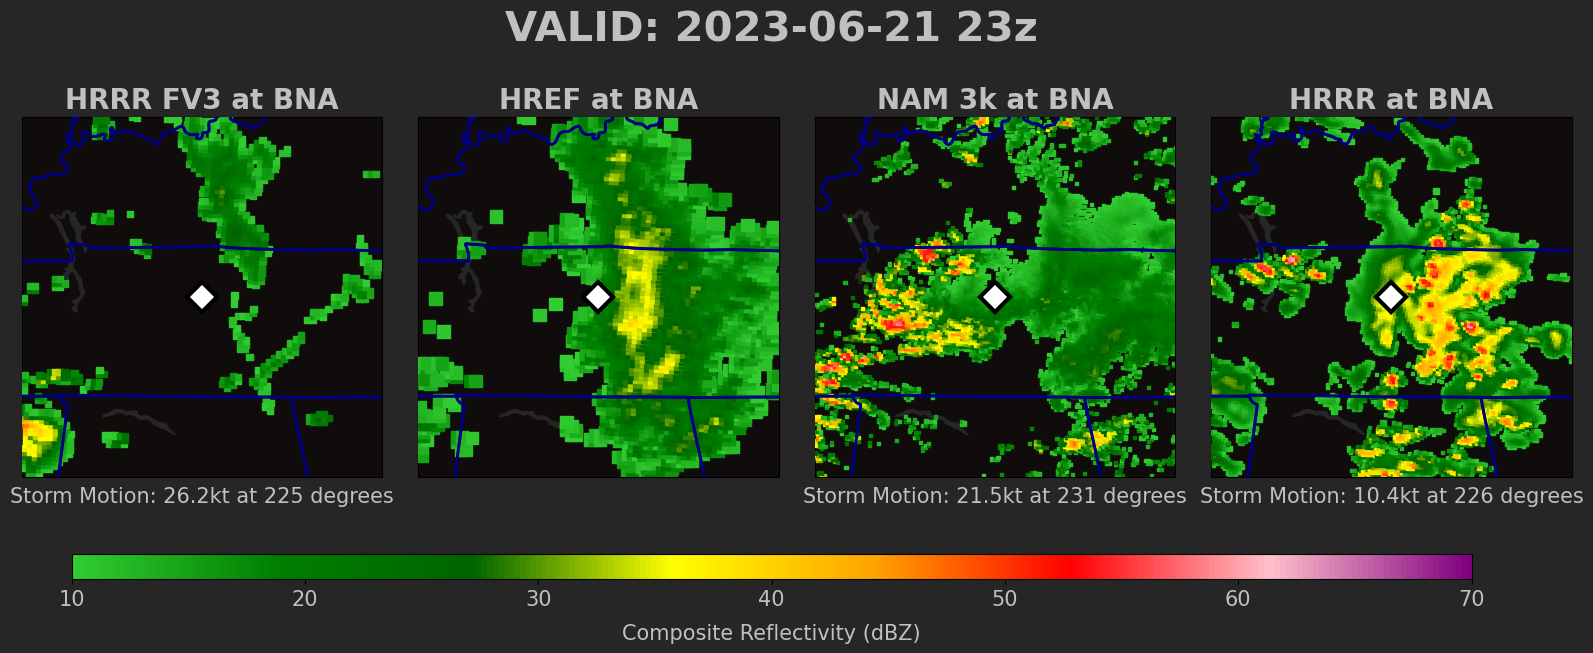 VALID: 2023-06-21 23z
HRRR FV3 at BNA
HREF at BNA
NAM 3k at BNA
HRRR at BNA
Storm Motion: 26.2kt at 225 degrees
Storm Motion: 21.5kt at 231 degrees
Storm Motion: 10.4kt at 226 degrees
10 20 30 40 50 60 70
Composite Reflectivity (dBZ)